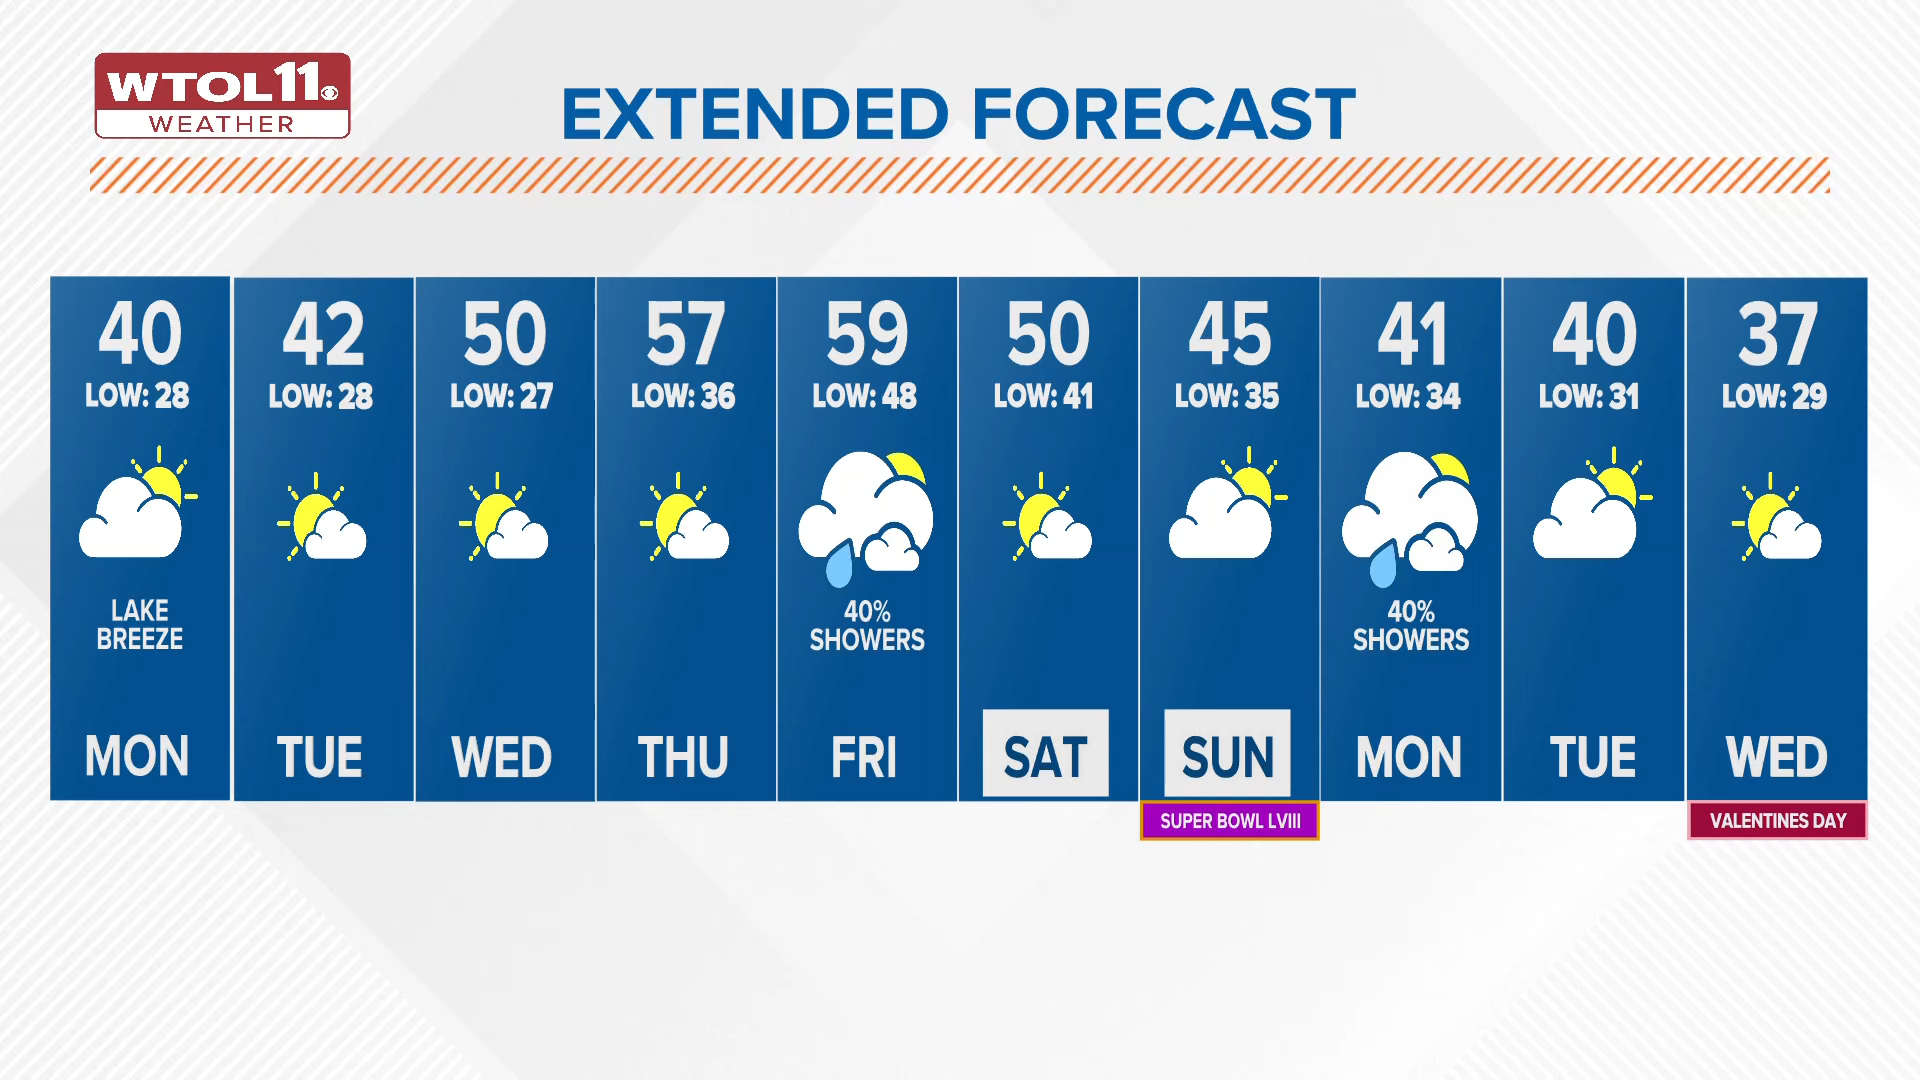 WTOL 11
WEATHER
EXTENDED FORECAST
40
LOW: 28
LAKE
BREEZE
MON
42
LOW: 28
TUE
50
LOW: 27
WED
57
LOW: 36
THU
59
LOW: 48
40%
SHOWERS
FRI
50
LOW: 41
SAT
45
LOW: 35
SUN
SUPER BOWL LVIII
41
LOW: 34
40%
SHOWERS
MON
40
LOW: 31
TUE
37
LOW: 29
WED
VALENTINES DAY